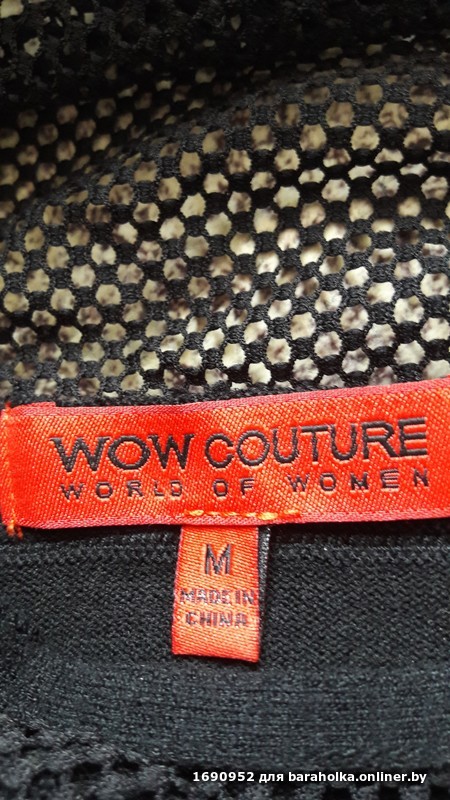 WOW COUTURE
WORLD OF WOMEN
M
MADE IN
CHINA
1690952 для baraholka.onliner.by